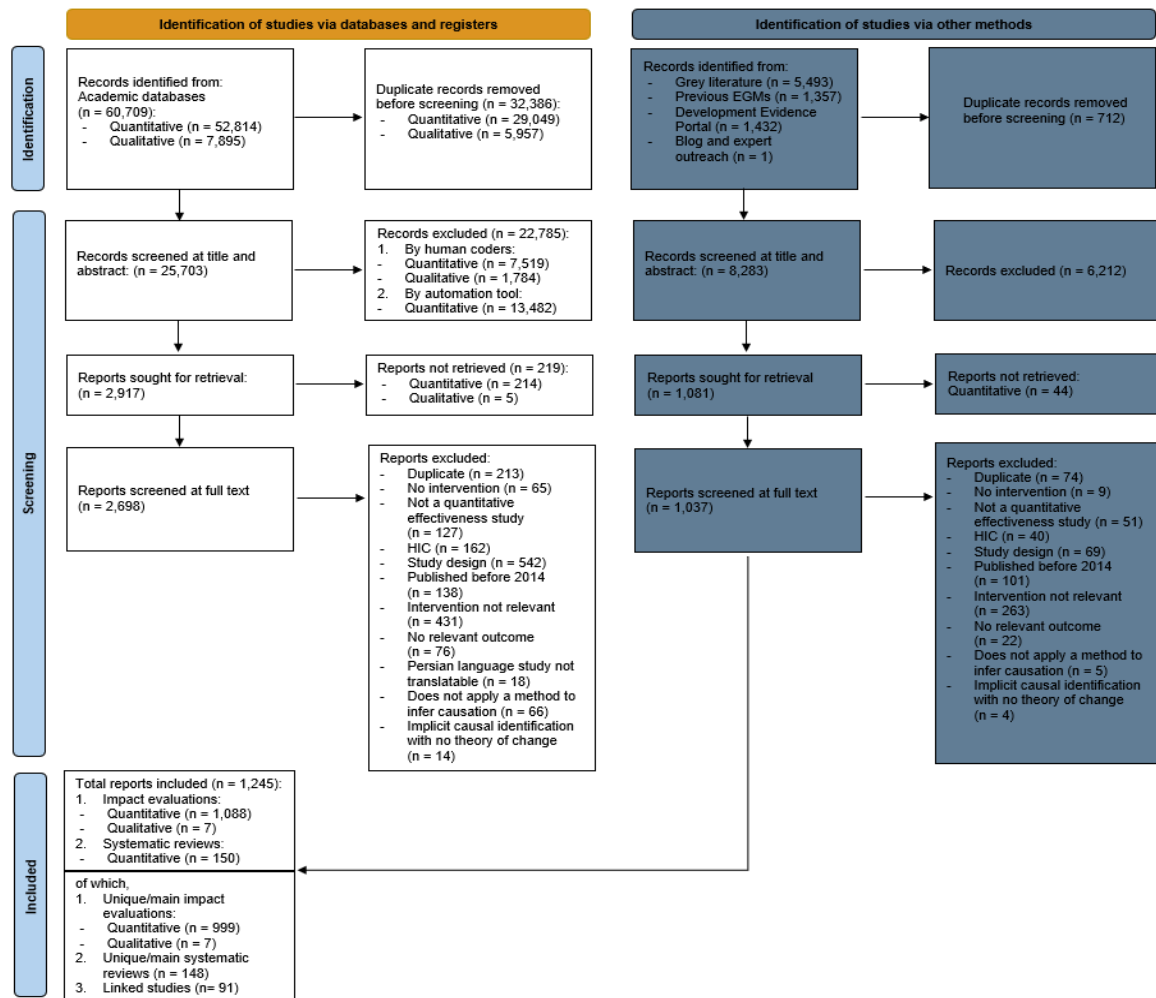 Identification of studies via databases and registers
Identification of studies via other methods
Identification
Records identified from:
Academic databases
(n = 60,709):
- Quantitative (n = 52,814)
- Qualitative (n = 7,895)
Duplicate records removed
before screening (n = 32,386):
- Quantitative (n = 29,049)
- Qualitative (n = 5,957)
Records identified from:
- Grey literature (n = 5,493)
- Previous EGMs (n = 1,357)
- Development Evidence
Portal (n = 1,432)
- Blog and expert
outreach (n = 1)
Duplicate records removed
before screening (n = 712)
Screening
Records screened at title and
abstract: (n = 25,703)
Records excluded (n = 22,785):
1. By human coders:
- Quantitative (n = 7,519)
- Qualitative (n = 1,784)
2. By automation tool:
- Quantitative (n = 13,482)
Records screened at title and
abstract (n = 8,283)
Records excluded (n = 6,212)
Reports sought for retrieval:
(n = 2,917)
Reports not retrieved (n = 219):
- Quantitative (n = 214)
- Qualitative (n = 5)
Reports sought for retrieval
(n = 1,081)
Reports not retrieved:
Quantitative (n = 44)
Reports screened at full text
(n = 2,698)
Reports excluded:
- Duplicate (n = 213)
- No intervention (n = 65)
- Not a quantitative
effectiveness study
(n = 127)
- HIC (n = 162)
- Study design (n = 542)
- Published before 2014
(n = 138)
- Intervention not relevant
(n = 431)
- No relevant outcome
(n = 76)
- Persian language study not
translatable (n = 18)
- Does not apply a method to
infer causation (n = 66)
- Implicit causal identification
with no theory of change
(n = 14)
Reports screened at full text
(n = 1,037)
Reports excluded:
- Duplicate (n = 74)
- No intervention (n = 9)
- Not a quantitative
effectiveness study (n = 51)
- HIC (n = 40)
- Study design (n = 69)
- Published before 2014
(n = 101)
- Intervention not relevant
(n = 263)
- No relevant outcome
(n = 22)
- Does not apply a method to
infer causation (n = 5)
- Implicit causal identification
with no theory of change
(n = 4)
Included
Total reports included (n = 1,245):
1. Impact evaluations:
- Quantitative (n = 1,088)
- Qualitative (n = 7)
2. Systematic reviews:
- Quantitative (n = 150)
of which,
1. Unique/main impact
evaluations:
- Quantitative (n = 999)
- Qualitative (n = 7)
2. Unique/main systematic
reviews (n = 148)
3. Linked studies (n= 91)